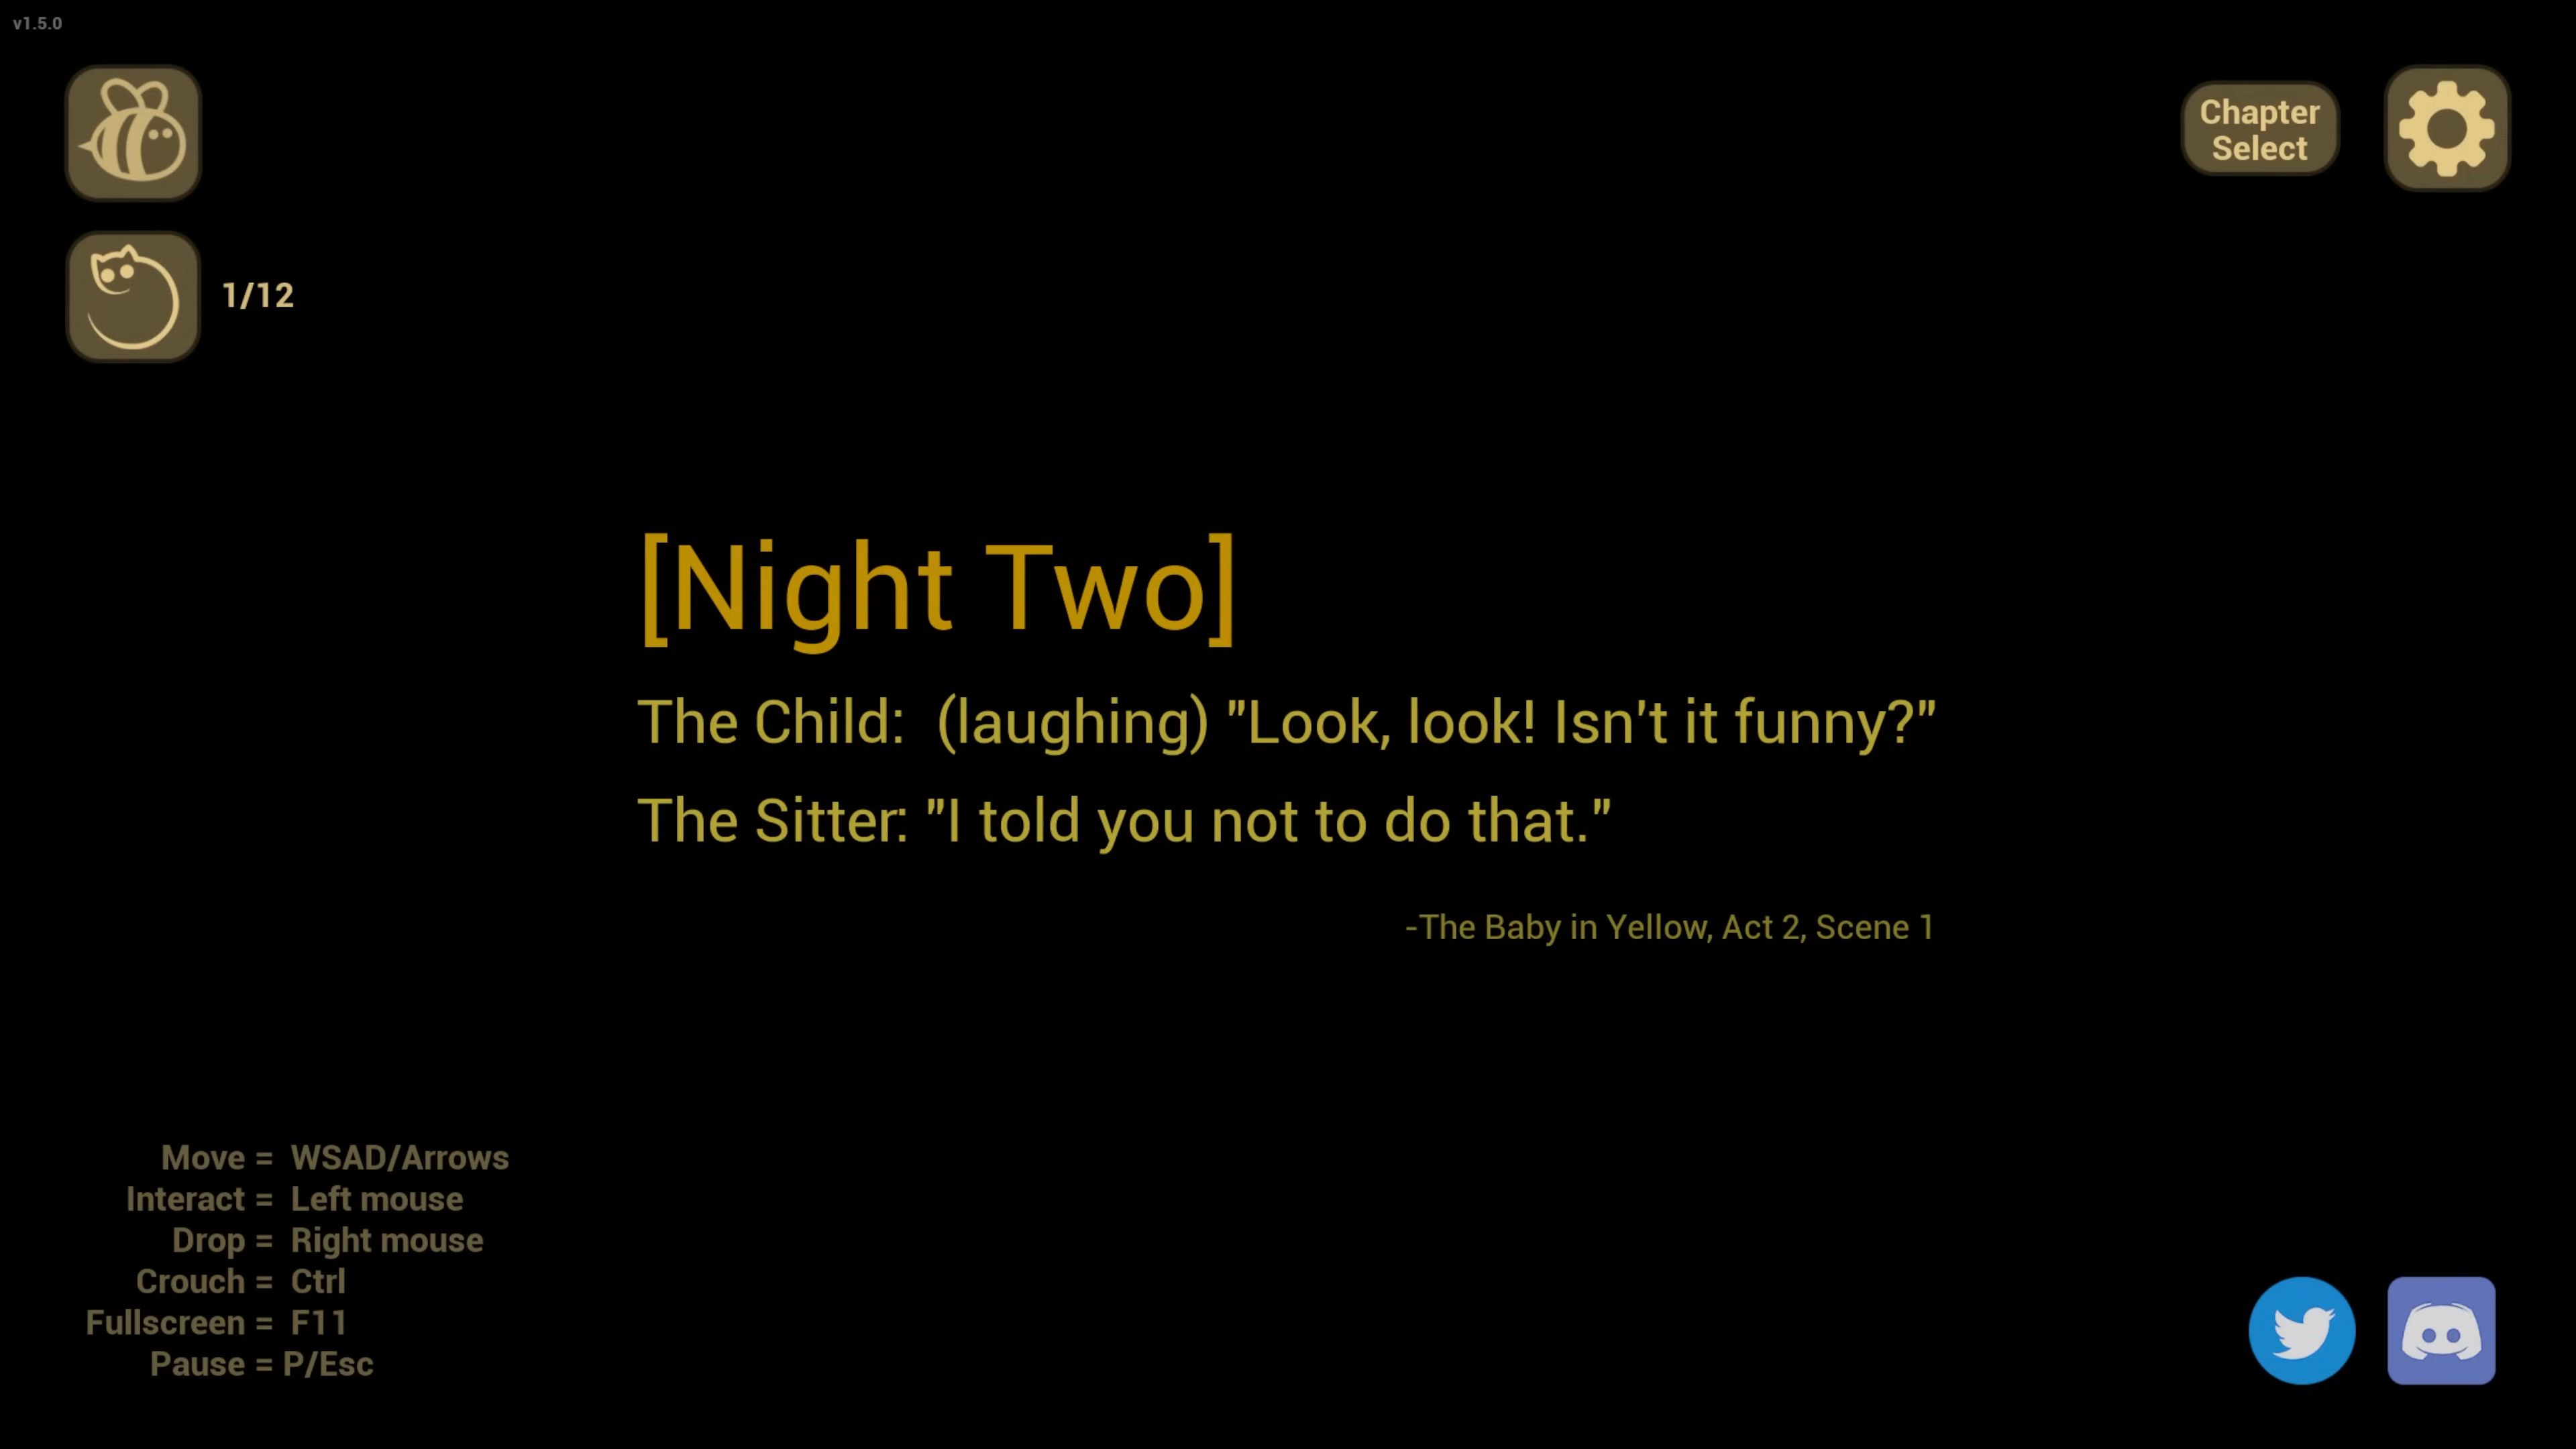 v1.5.0
Chapter
Select
1/12
[Night Two]
The Child:  (laughing) "Look, look! Isn't it funny?"
The Sitter: "I told you not to do that."
-The Baby in Yellow, Act 2, Scene 1
Move = WSAD/Arrows
Interact = Left mouse
Drop = Right mouse
Crouch = Ctrl
Fullscreen = F11
Pause = P/Esc